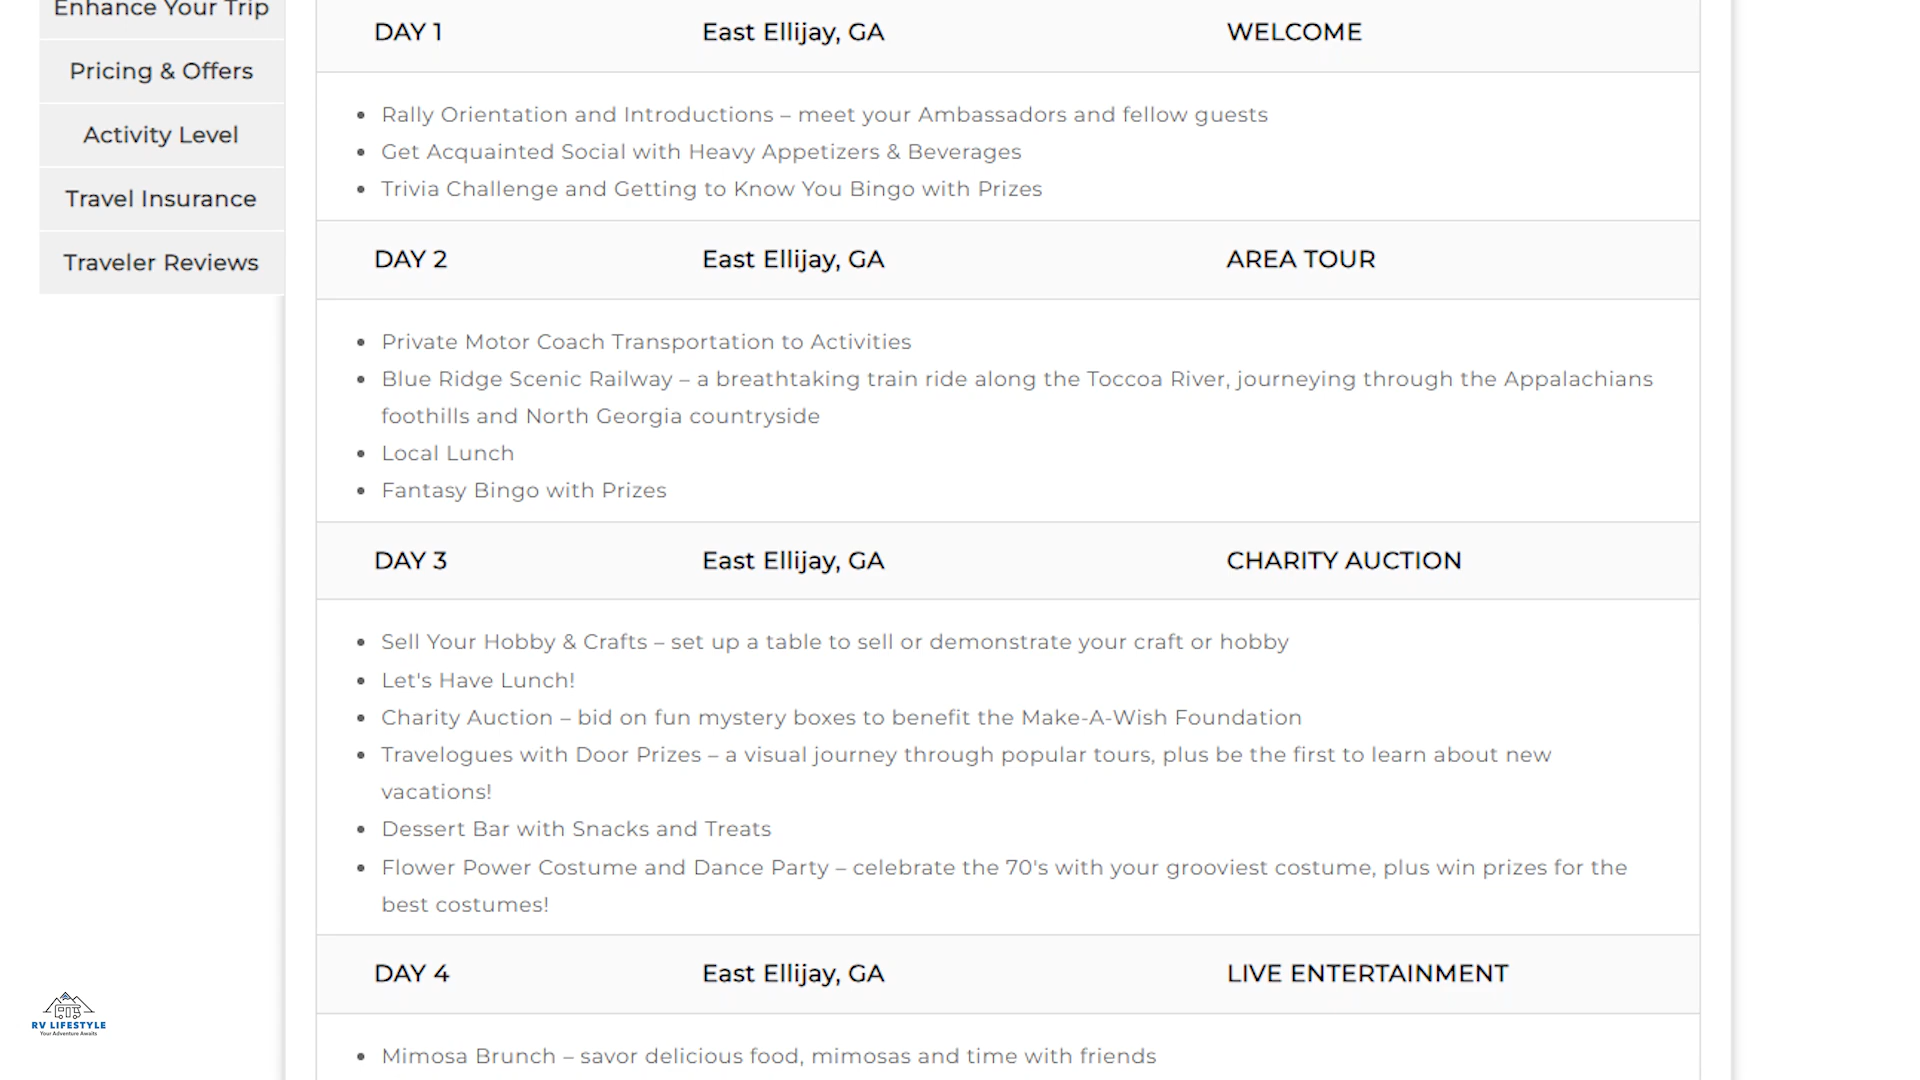 Enhance Your Trip
Pricing & Offers
Activity Level
Travel Insurance
Traveler Reviews
DAY 1 East Ellijay, GA WELCOME
• Rally Orientation and Introductions – meet your Ambassadors and fellow guests
• Get Acquainted Social with Heavy Appetizers & Beverages
• Trivia Challenge and Getting to Know You Bingo with Prizes
DAY 2 East Ellijay, GA AREA TOUR
• Private Motor Coach Transportation to Activities
• Blue Ridge Scenic Railway – a breathtaking train ride along the Toccoa River, journeying through the Appalachians
foothills and North Georgia countryside
• Local Lunch
• Fantasy Bingo with Prizes
DAY 3 East Ellijay, GA CHARITY AUCTION
• Sell Your Hobby & Crafts – set up a table to sell or demonstrate your craft or hobby
• Let's Have Lunch!
• Charity Auction – bid on fun mystery boxes to benefit the Make-A-Wish Foundation
• Travelogues with Door Prizes – a visual journey through popular tours, plus be the first to learn about new
vacations!
• Dessert Bar with Snacks and Treats
• Flower Power Costume and Dance Party – celebrate the 70's with your grooviest costume, plus win prizes for the
best costumes!
DAY 4 East Ellijay, GA LIVE ENTERTAINMENT
• Mimosa Brunch – savor delicious food, mimosas and time with friends
RV LIFESTYLE
Your Adventure Awaits